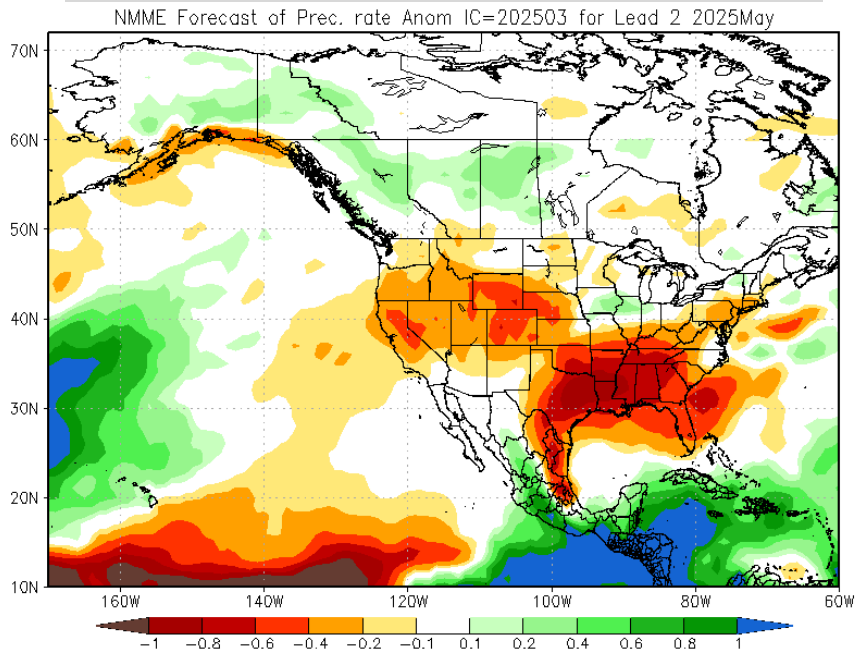 NMME Forecast of Prec. rate Anom IC=202503 for Lead 2 2025May
70N
60N
50N
40N
30N
20N
10N
160W 140W 120W 100W 80W 60W
-1 -0.8 -0.6 -0.4 -0.2 -0.1 0.1 0.2 0.4 0.6 0.8 1